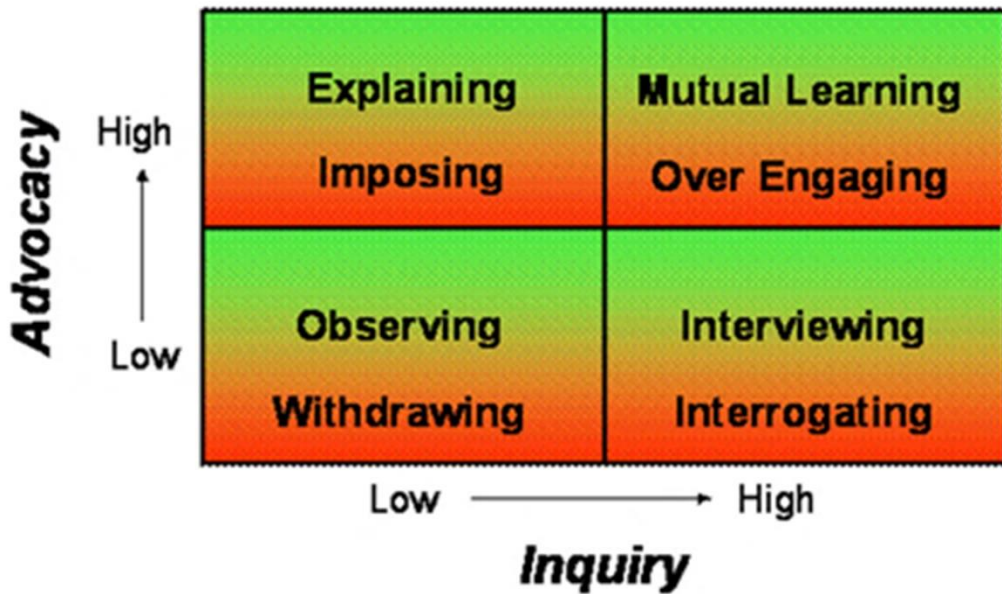 Advocacy
High
Low
Explaining
Imposing
Mutual Learning
Over Engaging
Observing
Withdrawing
Interviewing
Interrogating
Low
High
Inquiry